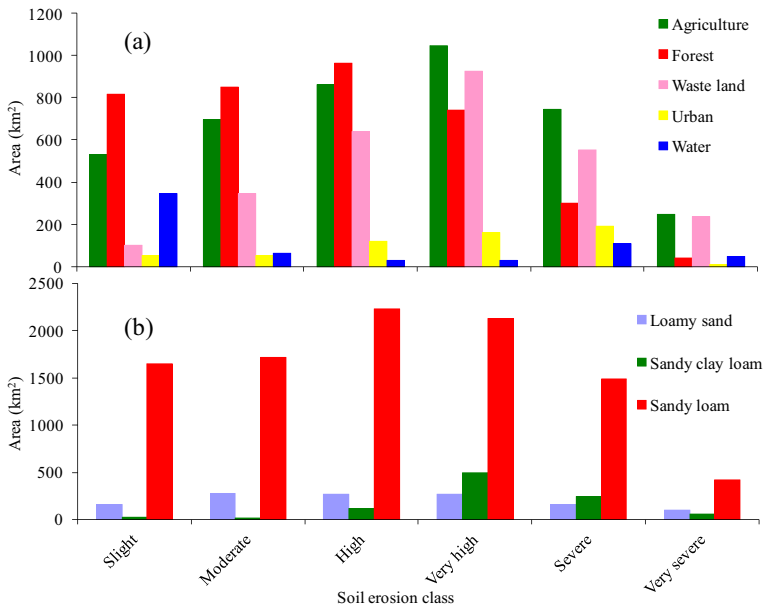 (a)
Area (km²)
1200
1000
800
600
400
200
0
Agriculture
Forest
Waste land
Urban
Water
(b)
Area (km²)
2500
2000
1500
1000
500
0
Loamy sand
Sandy clay loam
Sandy loam
Slight
Moderate
High
Very high
Severe
Very severe
Soil erosion class